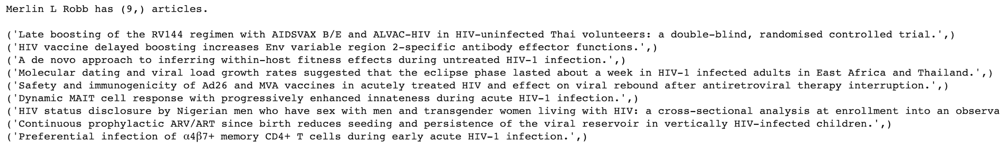 Merlin L Robb has (9,) articles.
('Late boosting of the RV144 regimen with AIDSVAX B/E and ALVAC-HIV in HIV-uninfected Thai volunteers: a double-blind, randomised controlled trial.',)
('HIV vaccine delayed boosting increases Env variable region 2-specific antibody effector functions.',)
('A de novo approach to inferring within-host fitness effects during untreated HIV-1 infection.',)
('Molecular dating and viral load growth rates suggested that the eclipse phase lasted about a week in HIV-1 infected adults in East Africa and Thailand.',)
('Safety and immunogenicity of Ad26 and MVA vaccines in acutely treated HIV and effect on viral rebound after antiretroviral therapy interruption.',)
('Dynamic MAIT cell response with progressively enhanced innateness during acute HIV-1 infection.',)
('HIV status disclosure by Nigerian men who have sex with men and transgender women living with HIV: a cross-sectional analysis at enrollment into an observa
('Continuous prophylactic ARV/ART since birth reduces seeding and persistence of the viral reservoir in vertically HIV-infected children.',)
('Preferential infection of α4β7+ memory CD4+ T cells during early acute HIV-1 infection.',)